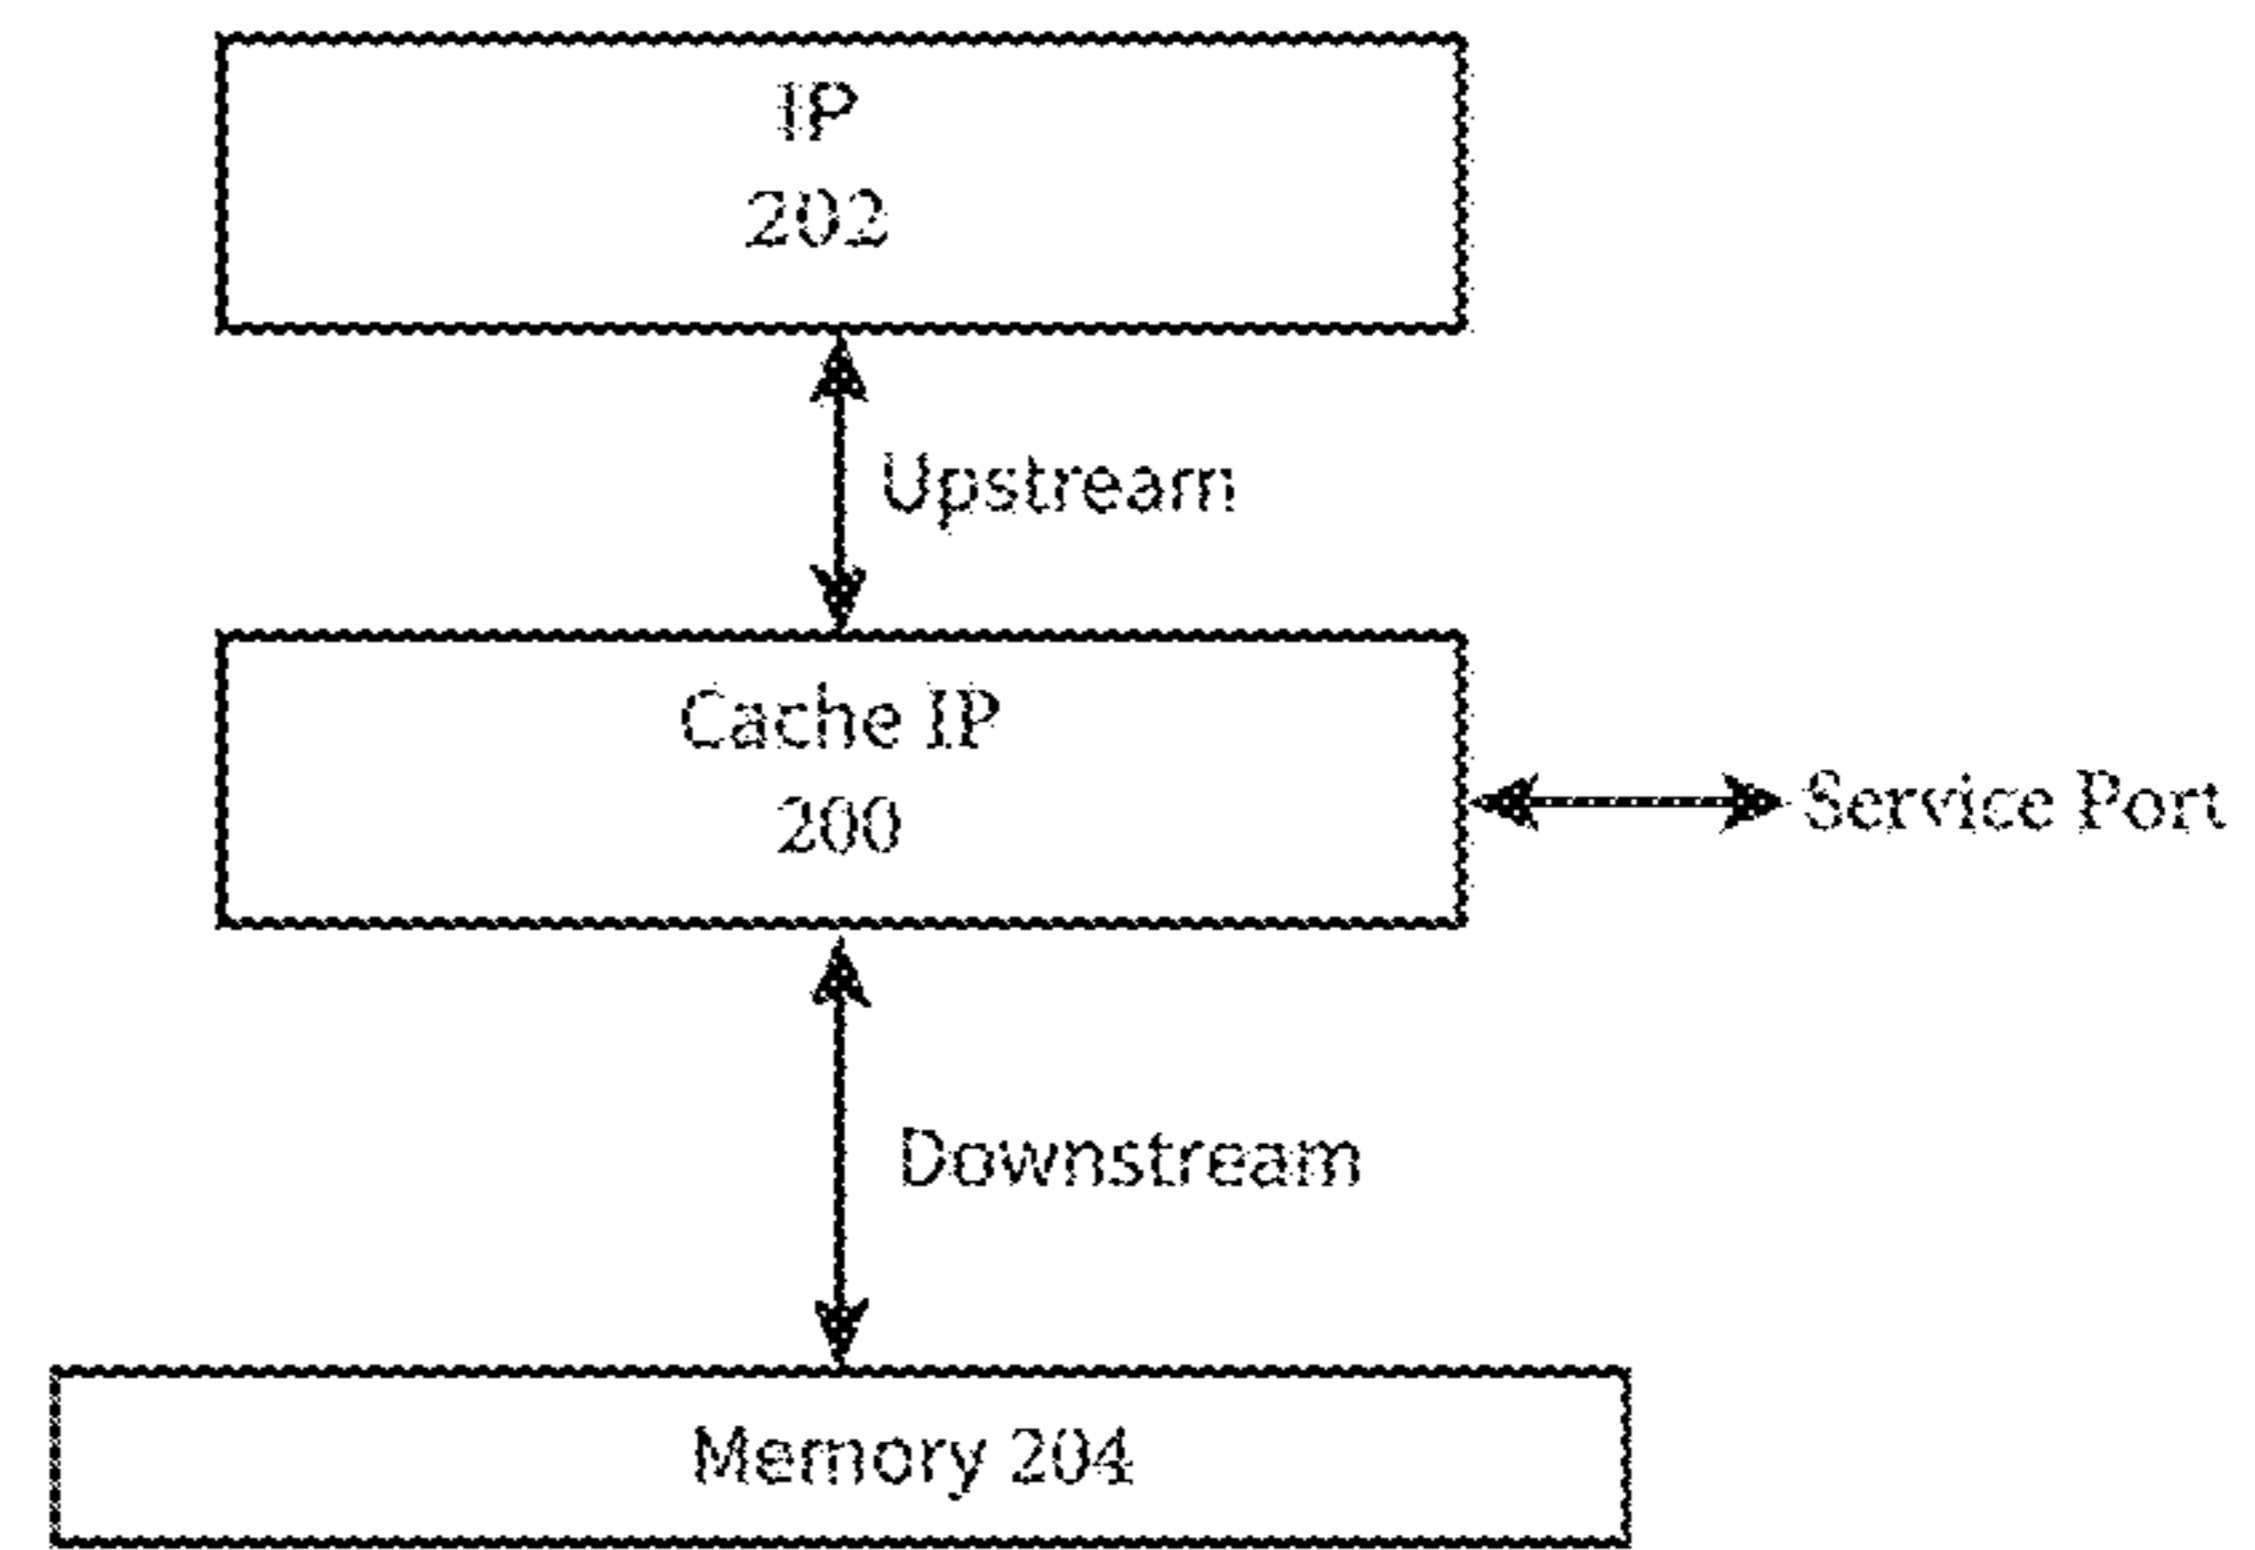 IP
202
Upstream
Cache IP
200
Service Port
Downstream
Memory 204